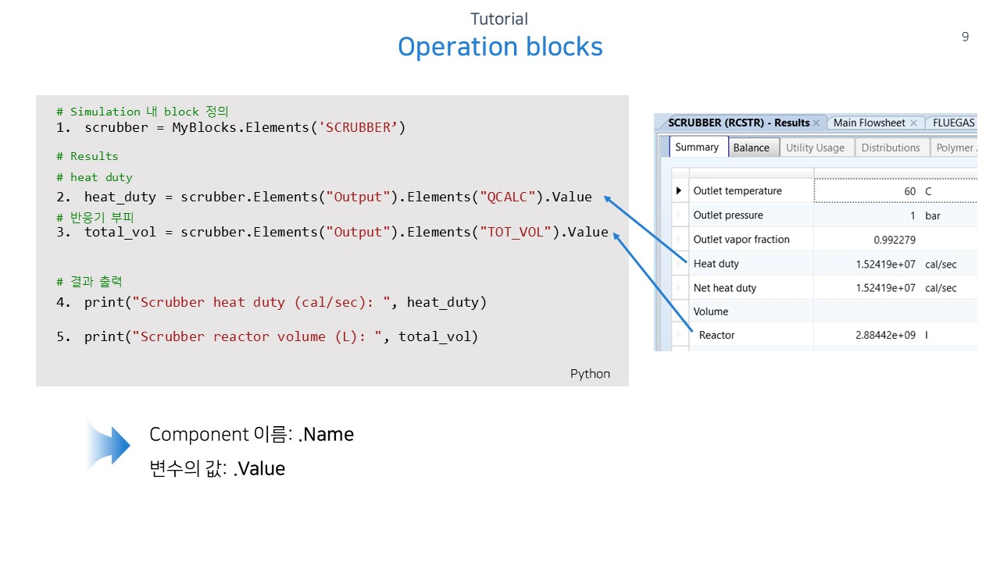 Tutorial
Operation blocks
9
# Simulation 내 block 정의
1. scrubber = MyBlocks.Elements('SCRUBBER’)
# Results
# heat duty
2. heat_duty = scrubber.Elements("Output").Elements("QCALC").Value
# 반응기 부피
3. total_vol = scrubber.Elements("Output").Elements("TOT_VOL").Value
# 결과 출력
4. print("Scrubber heat duty (cal/sec): ", heat_duty)
5. print("Scrubber reactor volume (L): ", total_vol)
Python
SCRUBBER (RCSTR) - Results Main Flowsheet FLUEGAS
Summary Balance Utility Usage Distributions Polymer
Outlet temperature 60 C
Outlet pressure 1 bar
Outlet vapor fraction 0.992279
Heat duty 1.52419e+07 cal/sec
Net heat duty 1.52419e+07 cal/sec
Volume
Reactor 2.88442e+09 l
Component 이름: .Name
변수의 값: .Value